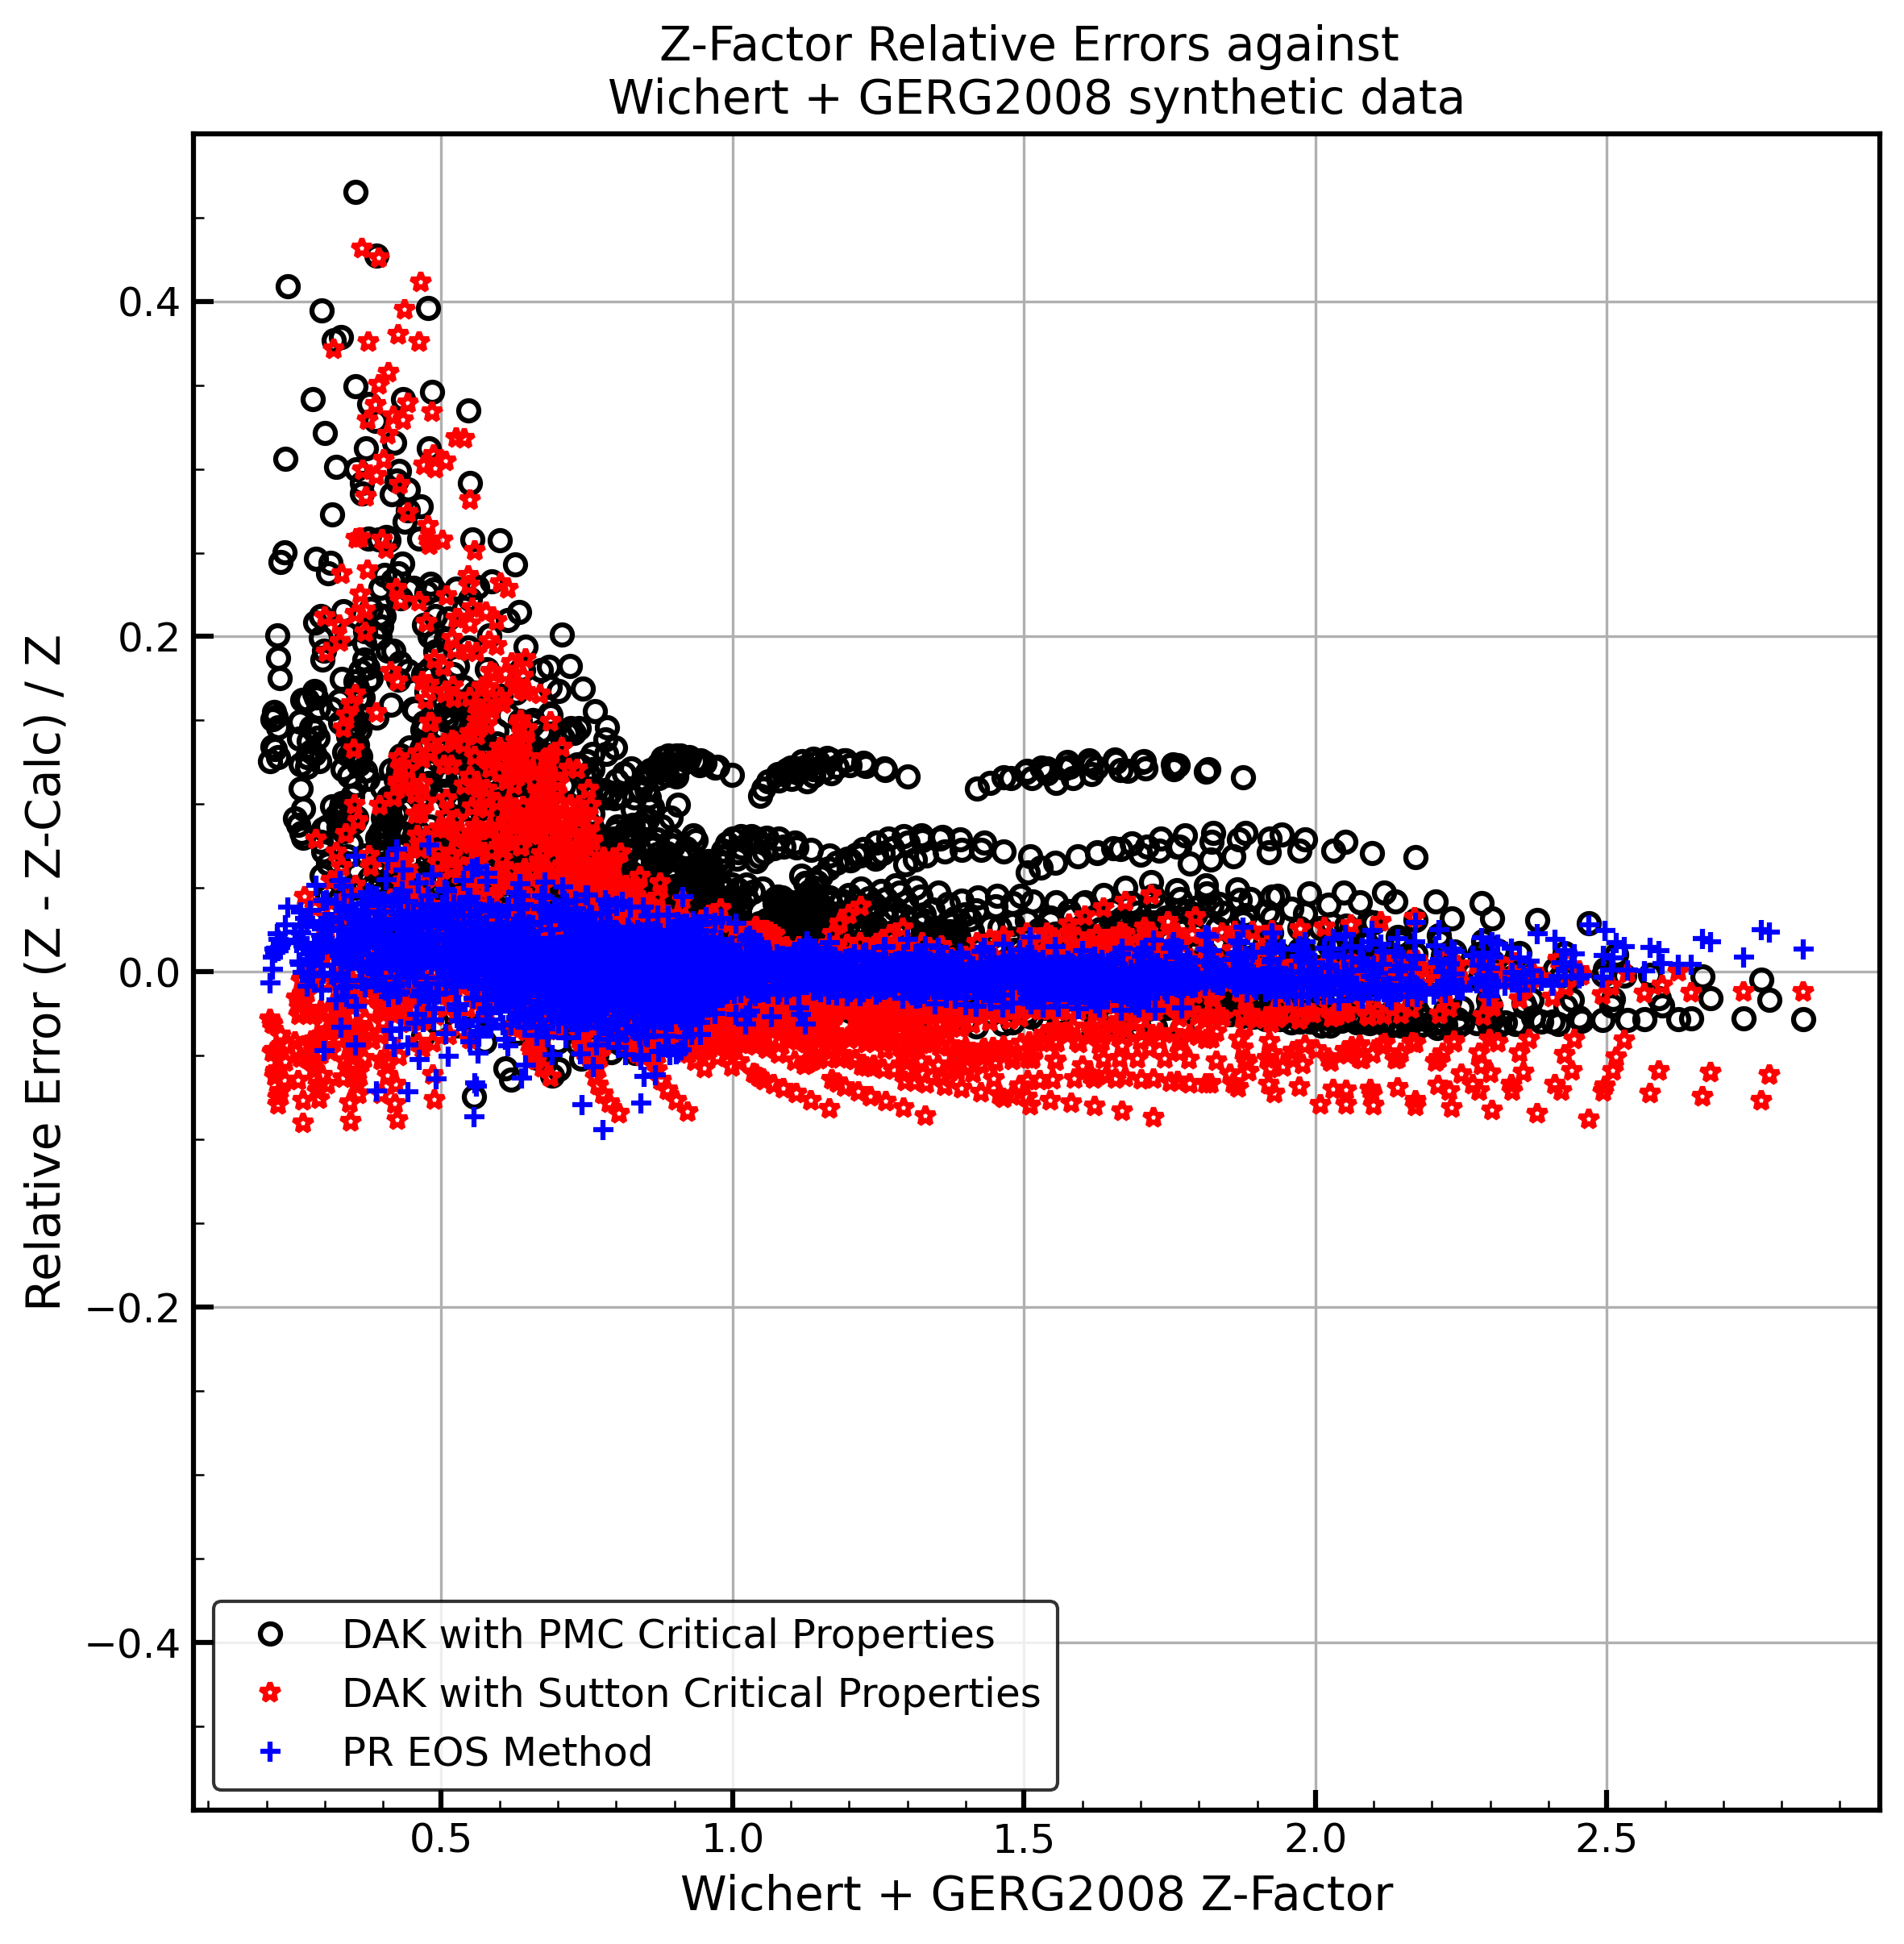 Z-Factor Relative Errors against
Wichert + GERG2008 synthetic data
Relative Error (Z - Z-Calc) / Z
0.4
0.2
0.0
−0.2
−0.4
DAK with PMC Critical Properties
DAK with Sutton Critical Properties
PR EOS Method
0.5
1.0
1.5
2.0
2.5
Wichert + GERG2008 Z-Factor